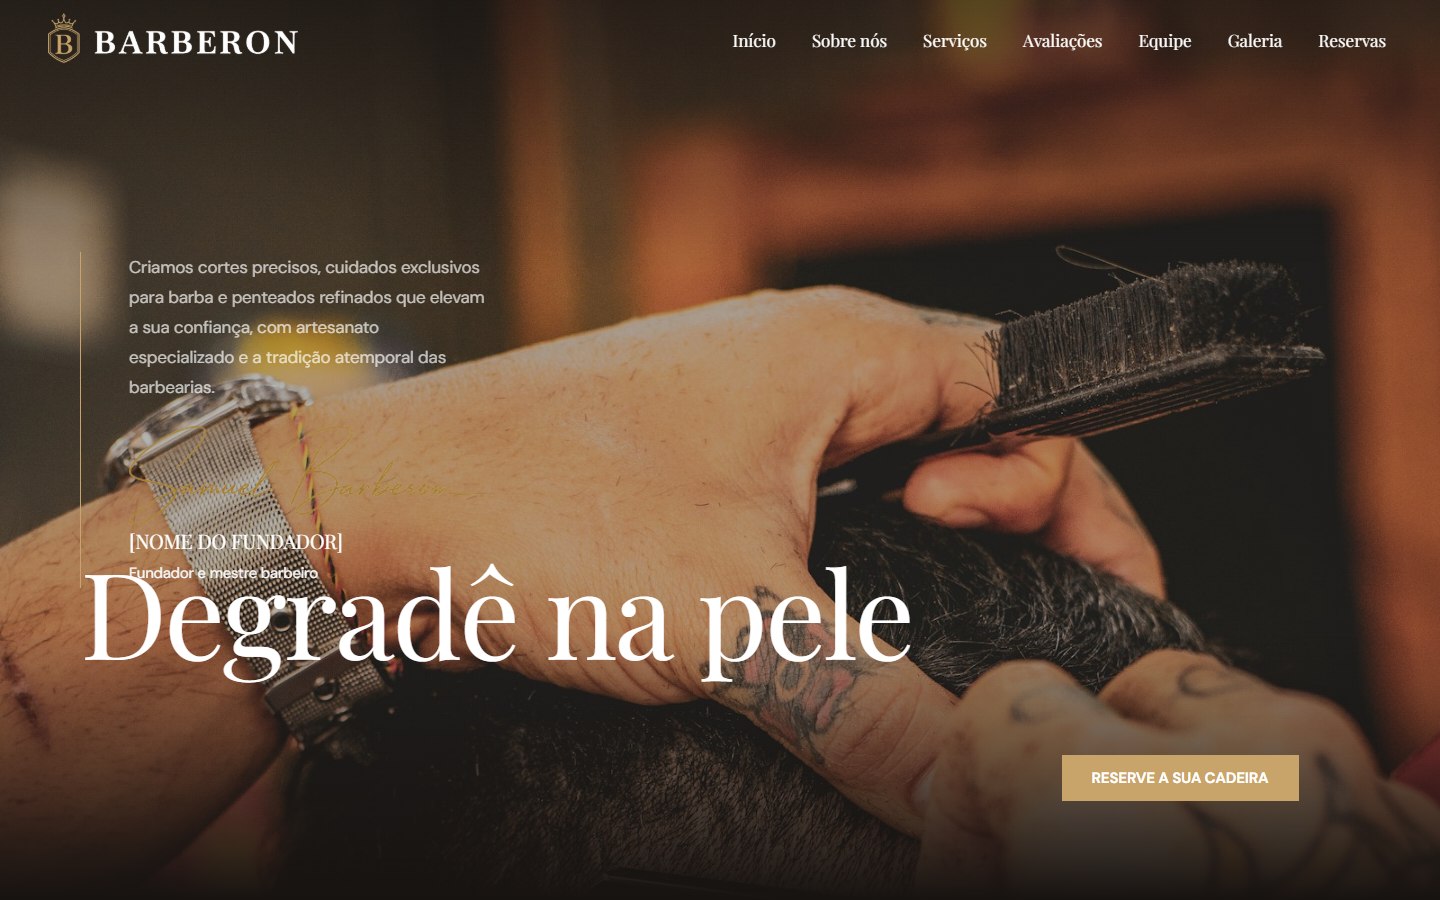 B BARBERON
Início Sobre nós Serviços Avaliações Equipe Galeria Reservas
Criamos cortes precisos, cuidados exclusivos
para barba e penteados refinados que elevam
a sua confiança, com artesanato
especializado e a tradição atemporal das
barbearias.
Samuel Barberon
[NOME DO FUNDADOR]
Fundador e mestre barbeiro
Degradê na pele
RESERVE A SUA CADEIRA